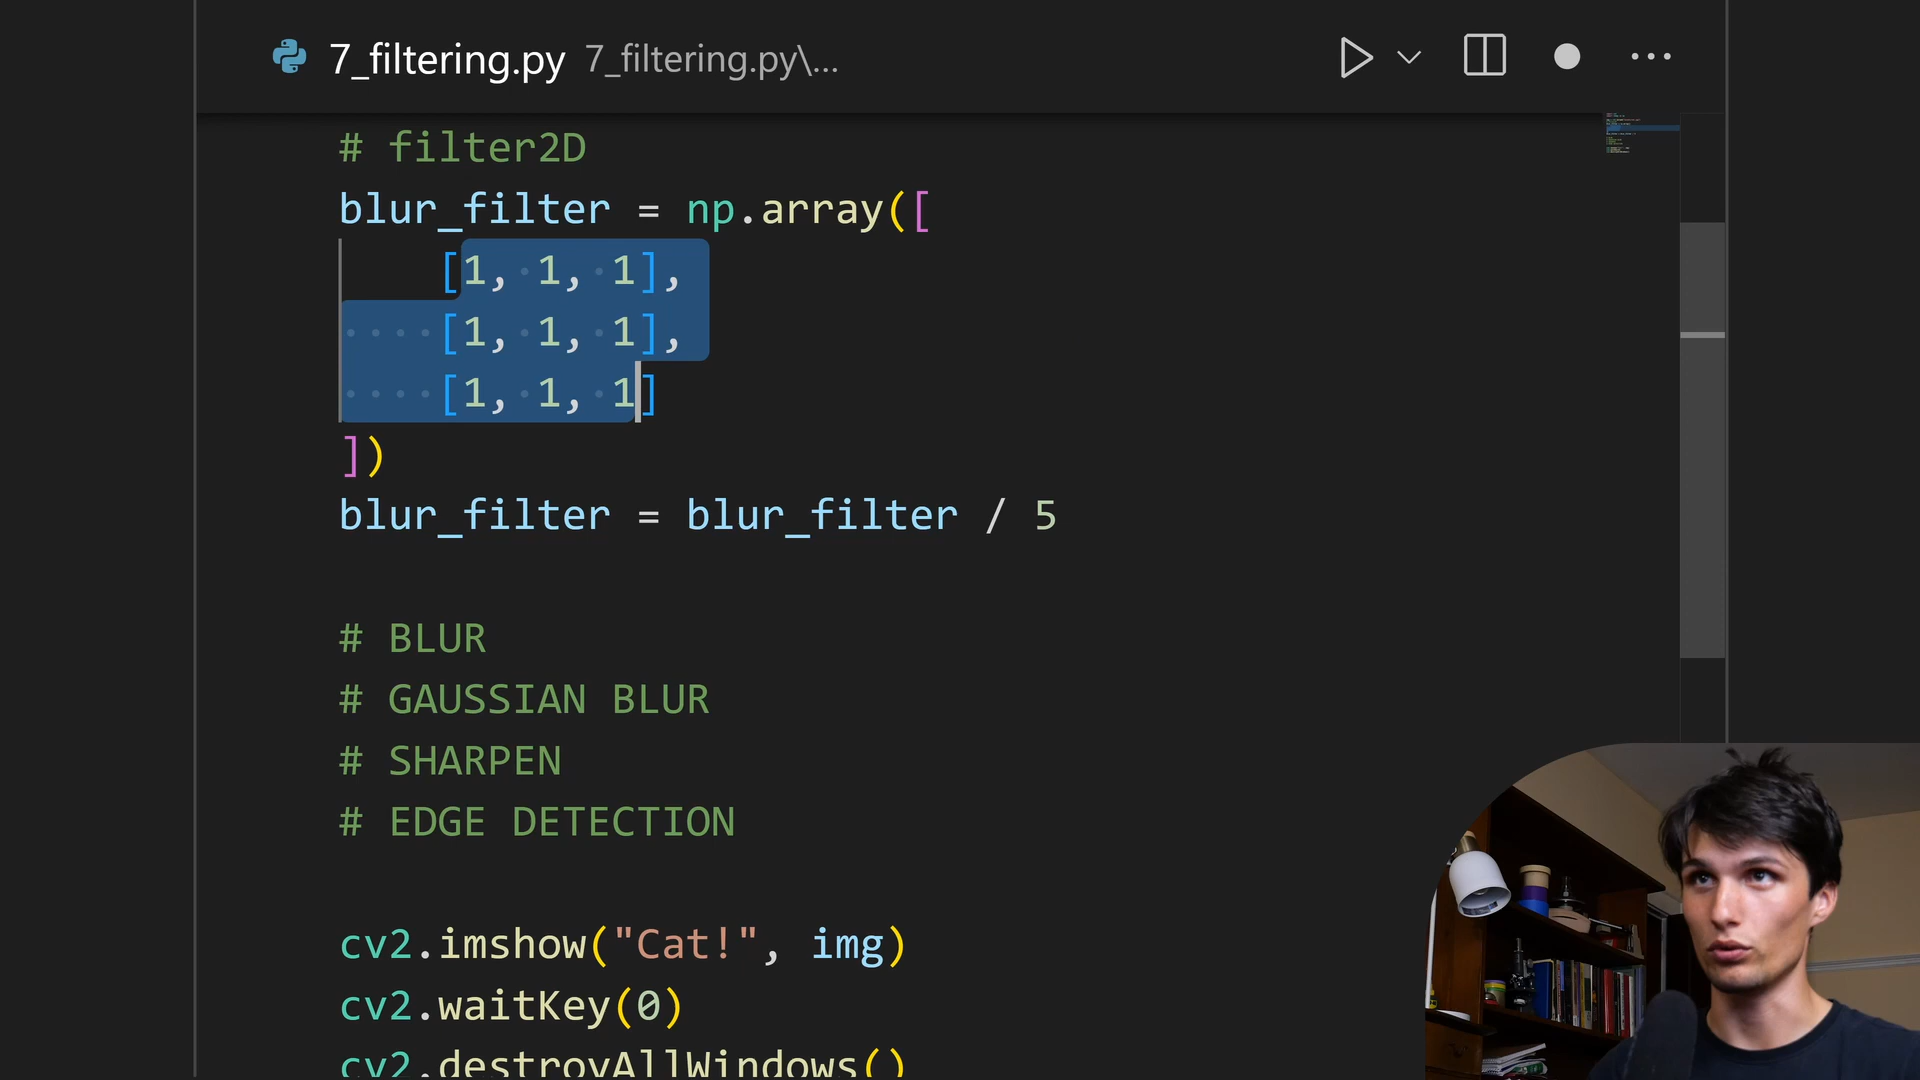 7_filtering.py 7_filtering.py\...
# filter2D
blur_filter = np.array([
[1, 1, 1],
[1, 1, 1],
[1, 1, 1]
])
blur_filter = blur_filter / 5
# BLUR
# GAUSSIAN BLUR
# SHARPEN
# EDGE DETECTION
cv2.imshow("Cat!", img)
cv2.waitKey(0)
cv2.destroyAllWindows()